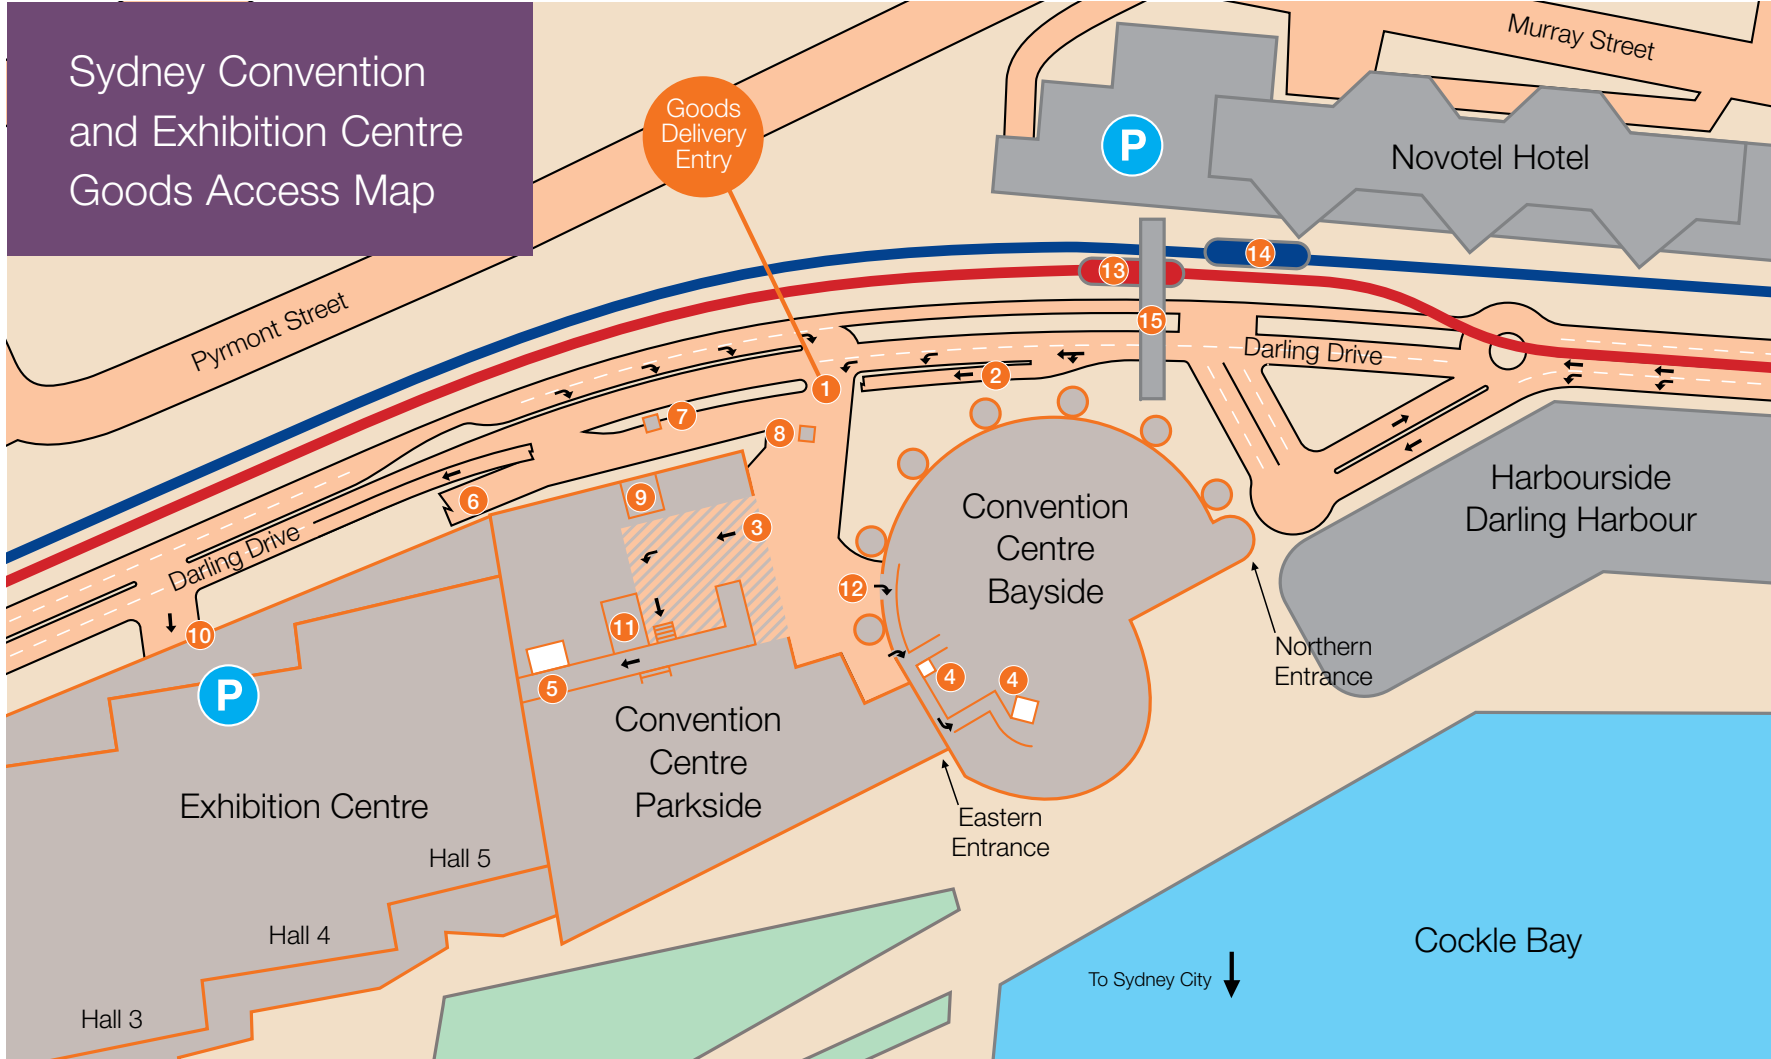 Sydney Convention
and Exhibition Centre
Goods Access Map
Goods
Delivery
Entry
Murray Street
P
Novotel Hotel
14
13
15
Pyrmont Street
Darling Drive
1
2
7
8
6
9
3
Harbourside
Darling Harbour
Convention
Centre
Bayside
Darling Drive
12
10
11
P
5
4
4
Northern
Entrance
Convention
Centre
Parkside
Exhibition Centre
Eastern
Entrance
Hall 5
Hall 4
Hall 3
Cockle Bay
To Sydney City